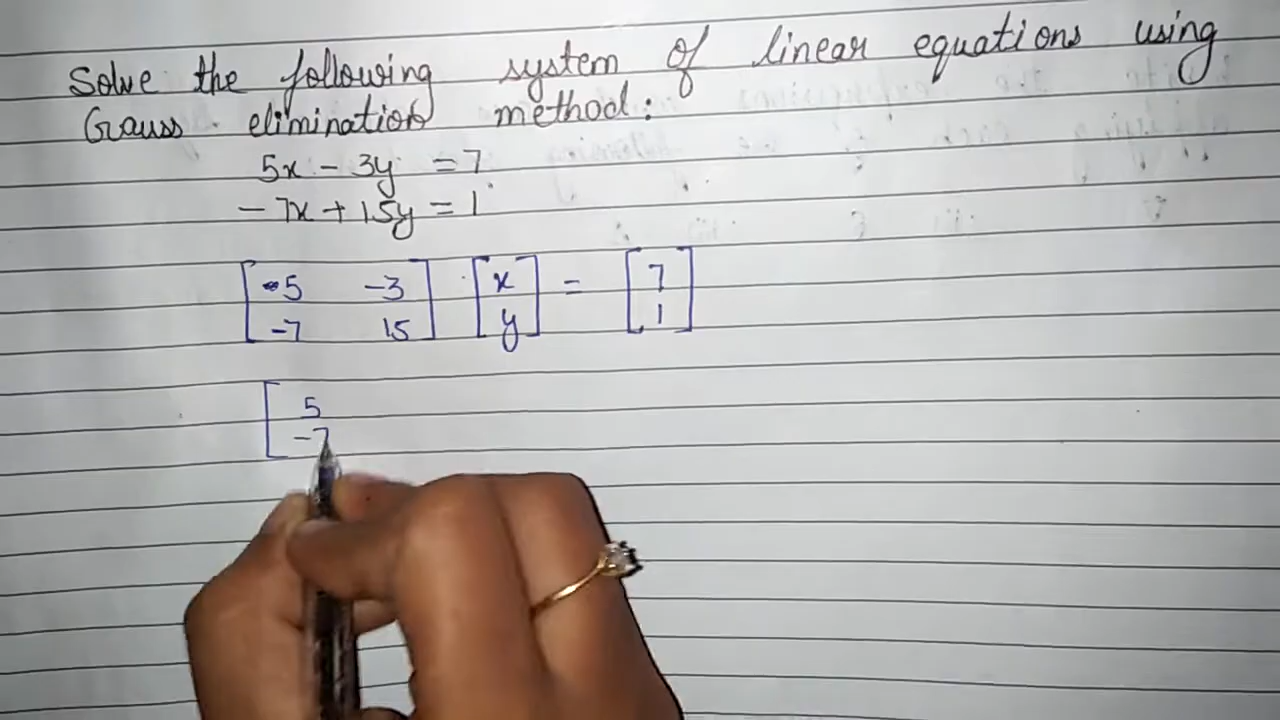 Solve the following system of linear equations using
Gauss elimination method:
5x - 3y = 7
- 7x + 15y = 1
[5 -3] [x] = [7]
[-7 15] [y] [1]
[5
[-7